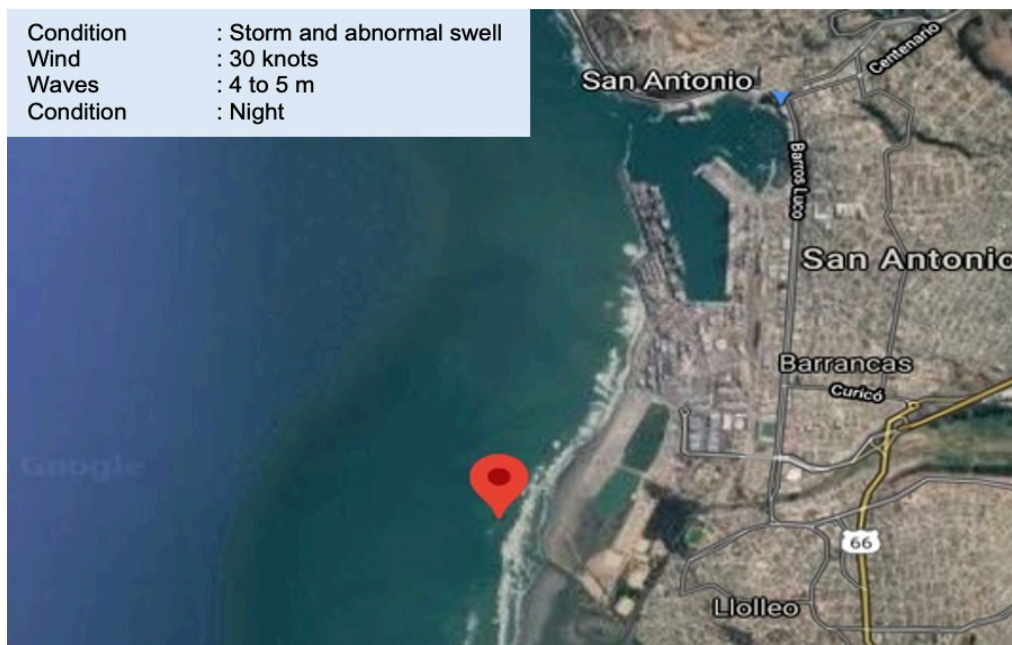 Condition : Storm and abnormal swell
Wind : 30 knots
Waves : 4 to 5 m
Condition : Night
Centenario
San Antonio
Barros Luco
San Antonio
Barrancas
Curicó
Google
66
Llolleo